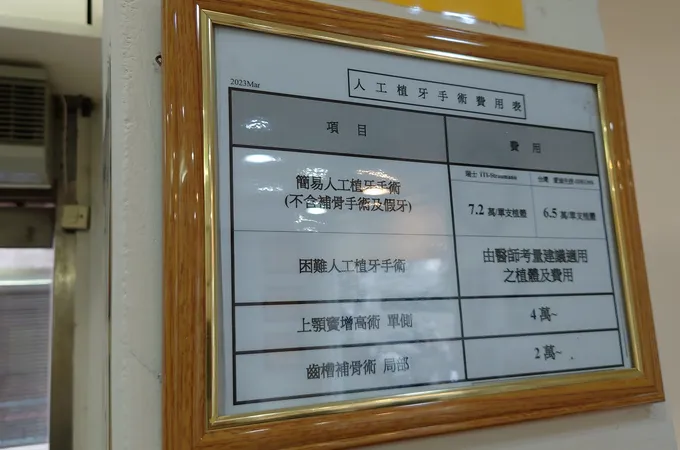 2023Mar
人工植牙手術費用表
項目 費用
簡易人工植牙手術
(不含補骨手術及假牙)
瑞士 ITI-Straumann 台灣
7.2 萬/單支植體 6.5萬/單支植體
困難人工植牙手術
由醫師考量建議適用
之植體及費用
上顎竇增高術 單側 4 萬~
齒槽補骨術 局部 2 萬~